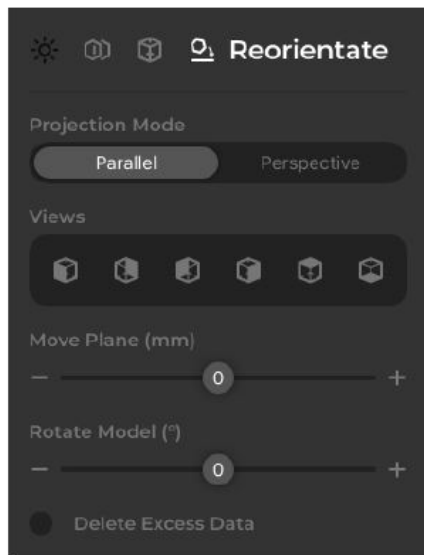 Reorientate
Projection Mode
Parallel Perspective
Views
Move Plane (mm)
− 0 +
Rotate Model (°)
− 0 +
Delete Excess Data